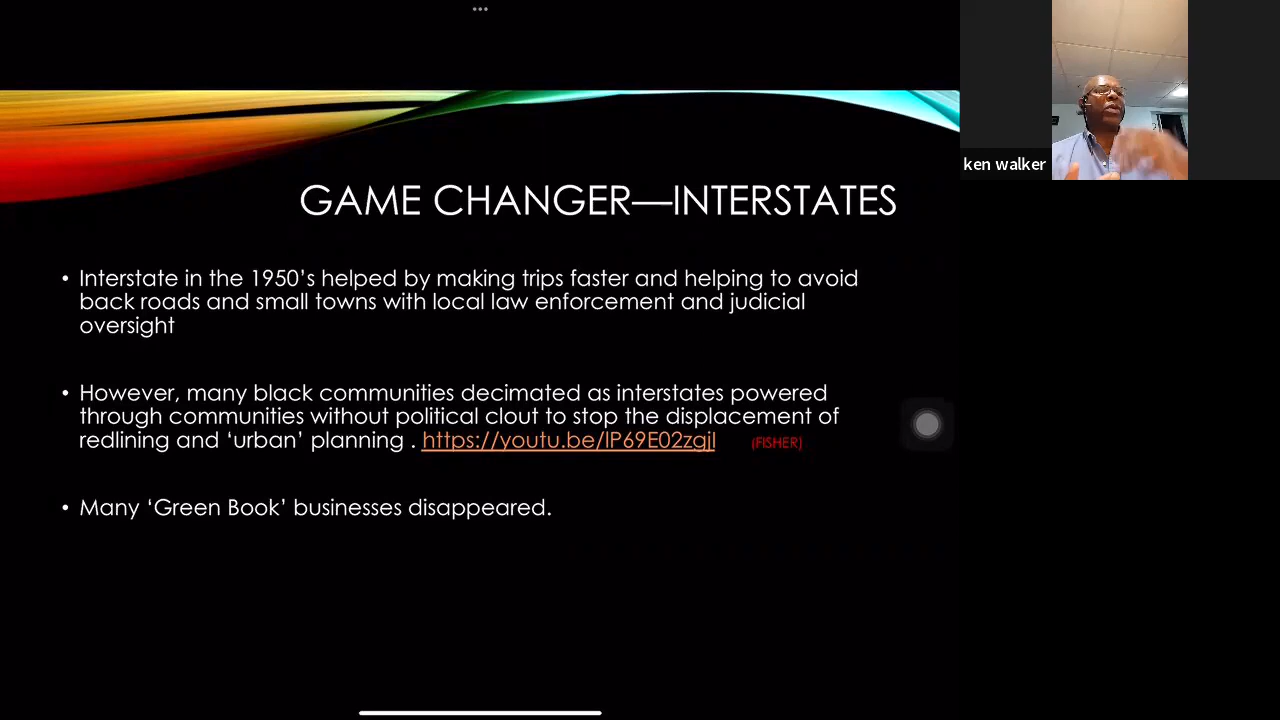 GAME CHANGER—INTERSTATES
• Interstate in the 1950’s helped by making trips faster and helping to avoid
back roads and small towns with local law enforcement and judicial
oversight
• However, many black communities decimated as interstates powered
through communities without political clout to stop the displacement of
redlining and ‘urban’ planning . https://youtu.be/lP69E02zgjI (FISHER)
• Many ‘Green Book’ businesses disappeared.
ken walker